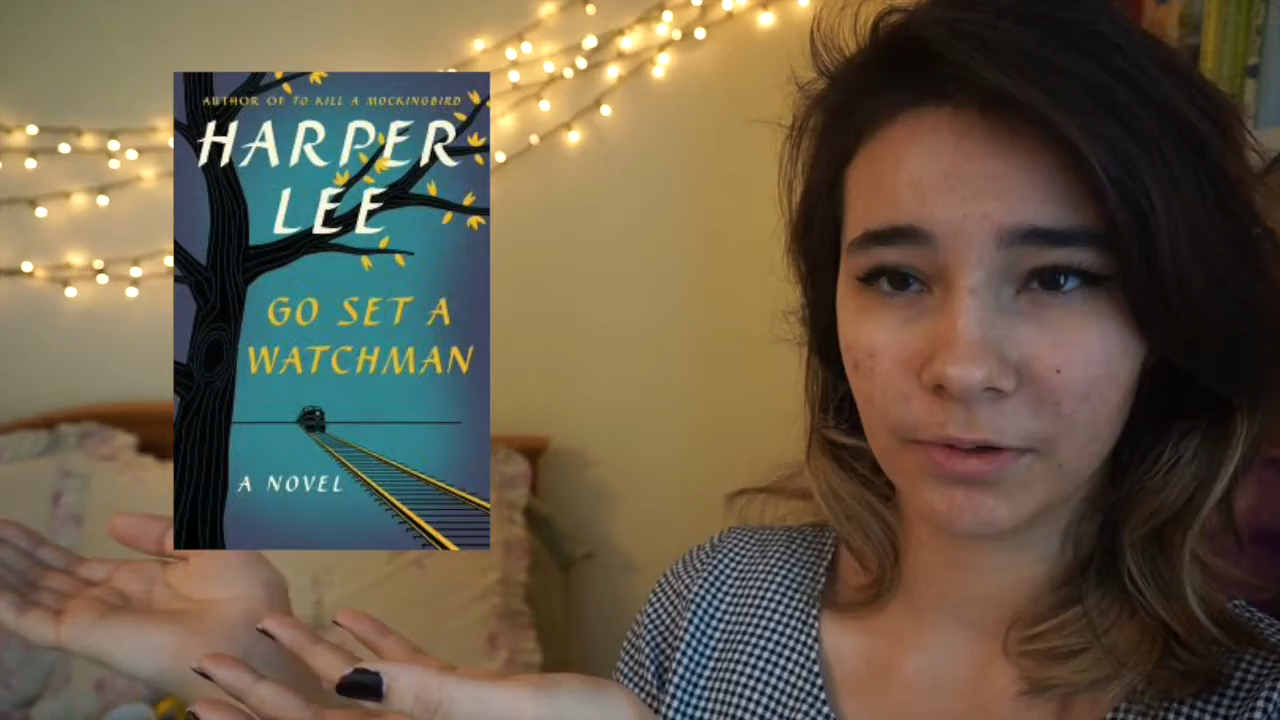 AUTHOR OF TO KILL A MOCKINGBIRD
HARPER
LEE
GO SET A
WATCHMAN
A NOVEL